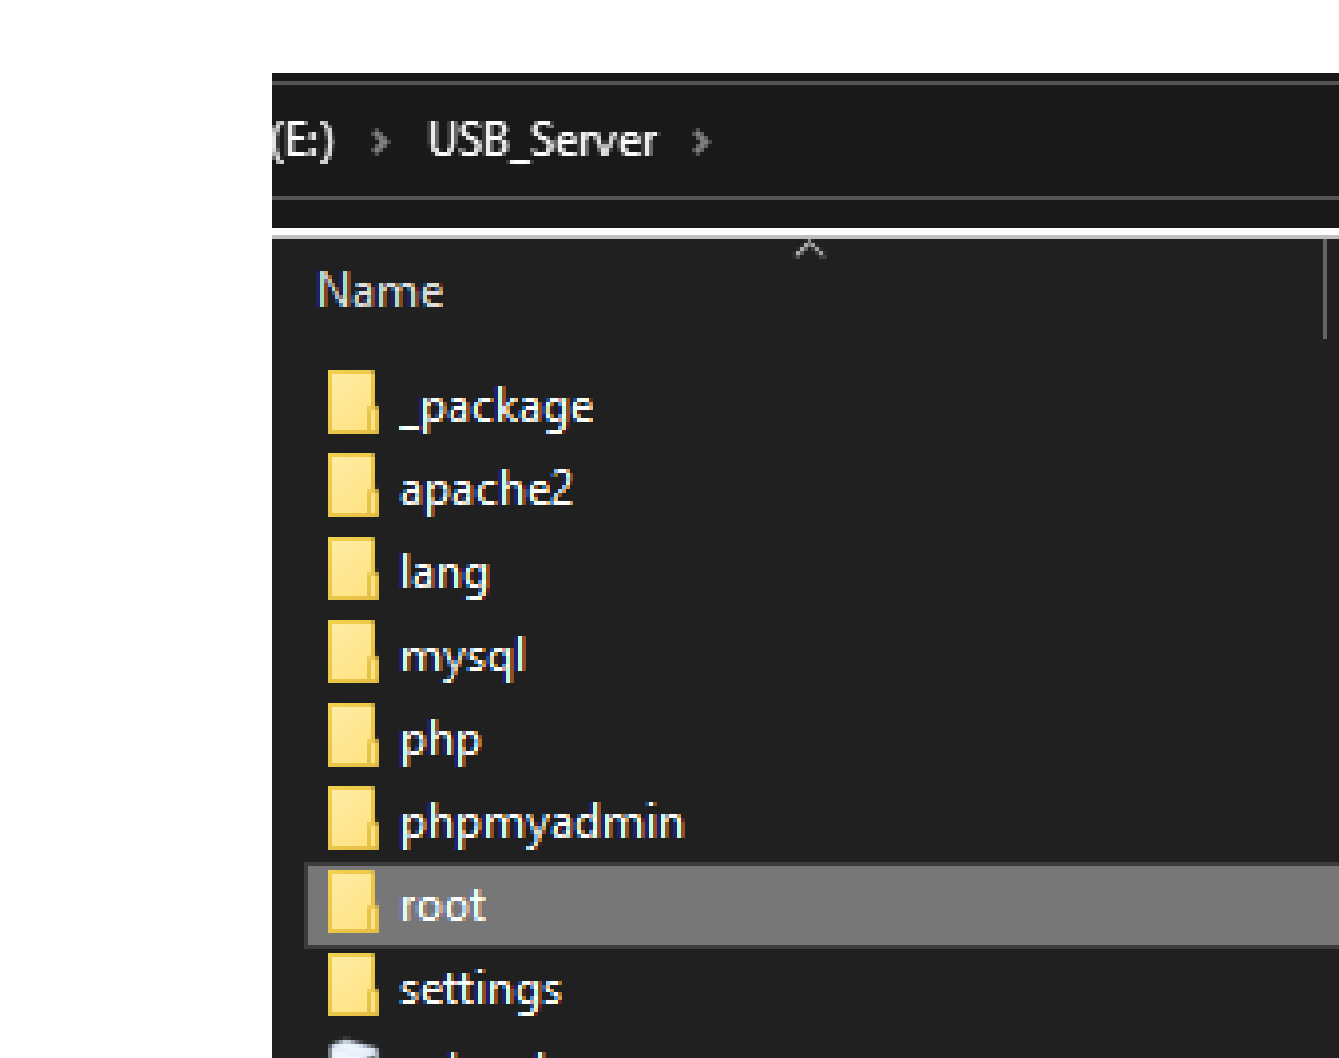 (E:) › USB_Server ›
Name
_package
apache2
lang
mysql
php
phpmyadmin
root
settings